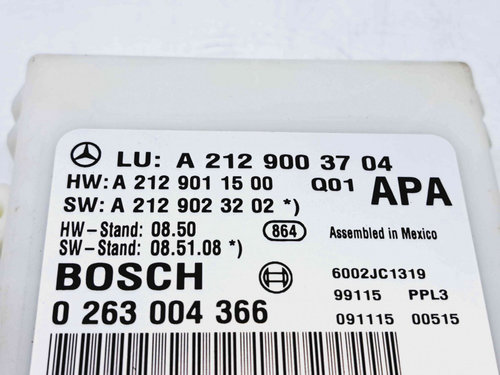 LU: A 212 900 37 04
HW: A 212 901 15 00 Q01 APA
SW: A 212 902 32 02 *)
HW-Stand: 08.50 864 Assembled in Mexico
SW-Stand: 08.51.08 *)
BOSCH 6002JC1319
0 263 004 366 99115 PPL3
091115 00515